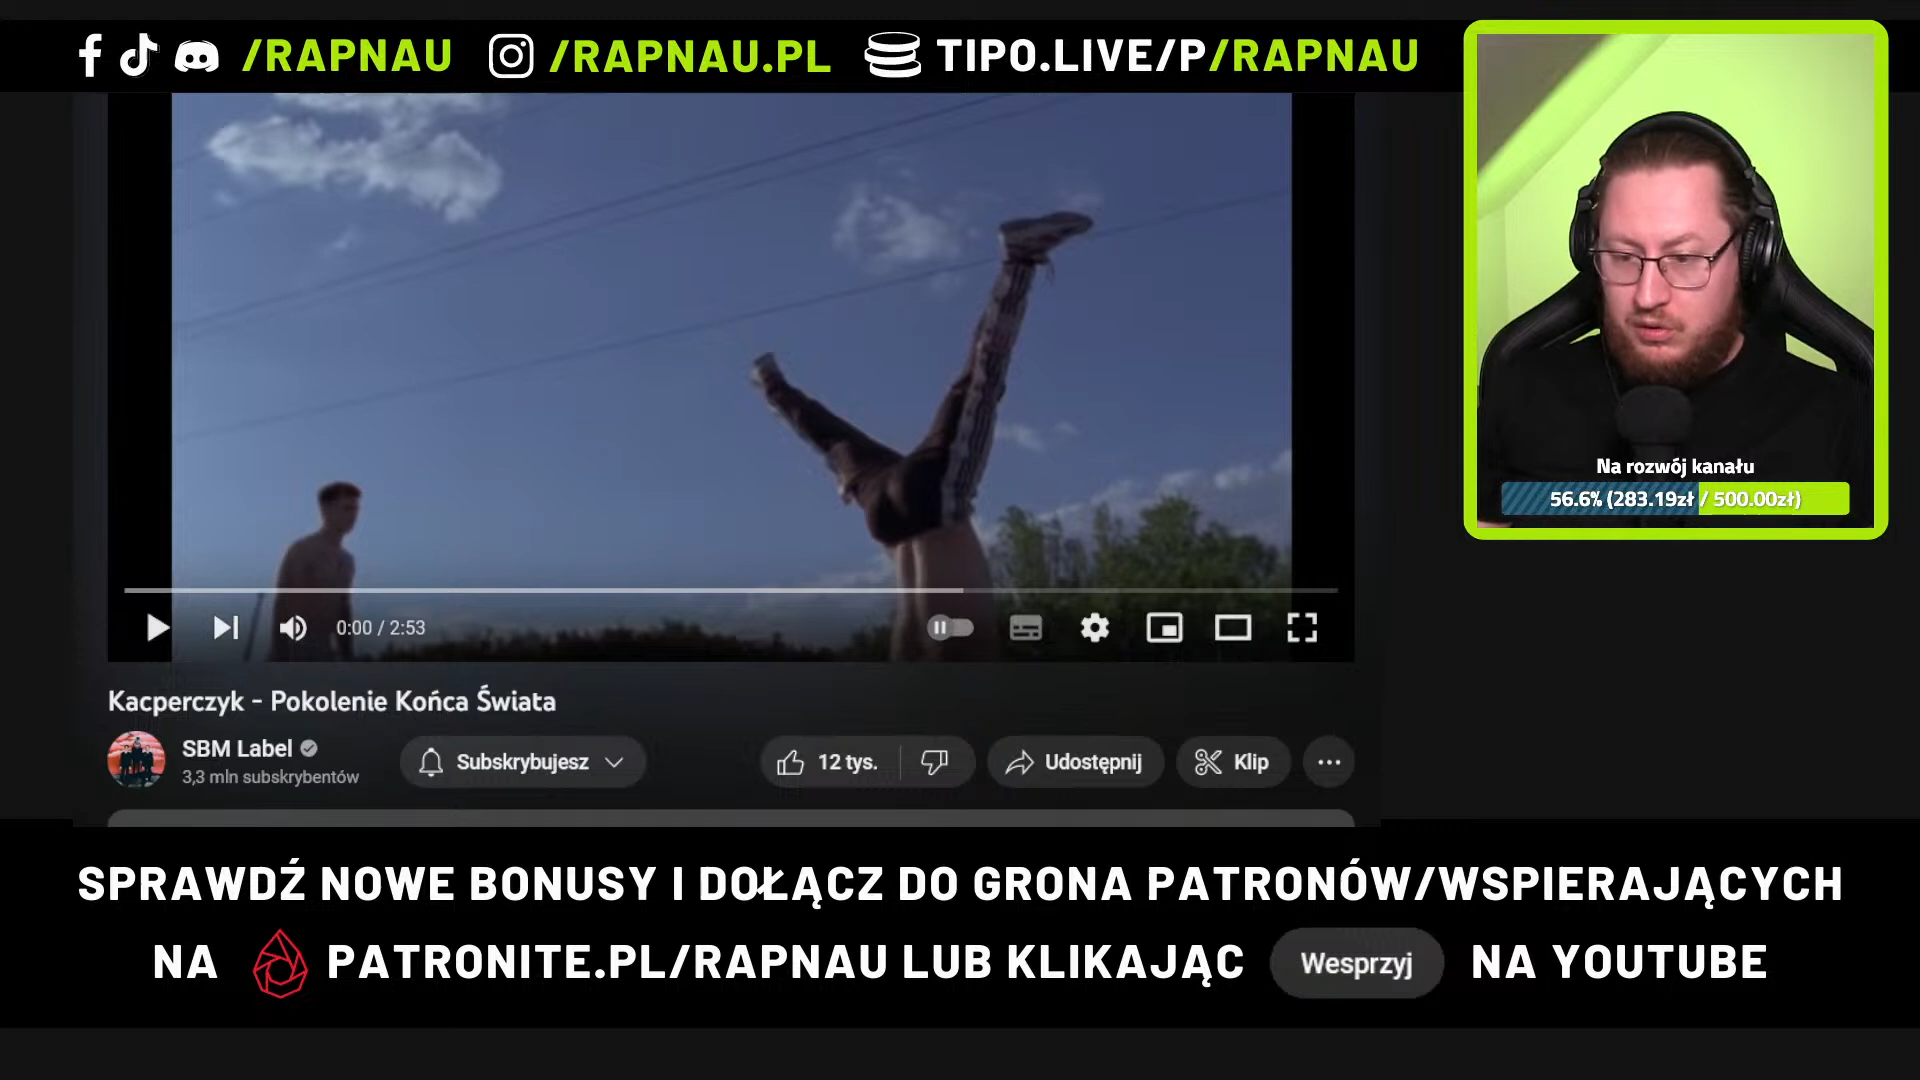 /RAPNAU /RAPNAU.PL TIPO.LIVE/P/RAPNAU
Na rozwój kanału
56.6% (283.19zł / 500.00zł)
0:00 / 2:53
Kacperczyk - Pokolenie Końca Świata
SBM Label
3,3 mln subskrybentów
Subskrybujesz
12 tys.
Udostępnij
Klip
SPRAWDŹ NOWE BONUSY I DOŁĄCZ DO GRONA PATRONÓW/WSPIERAJĄCYCH
NA PATRONITE.PL/RAPNAU LUB KLIKAJĄC Wesprzyj NA YOUTUBE